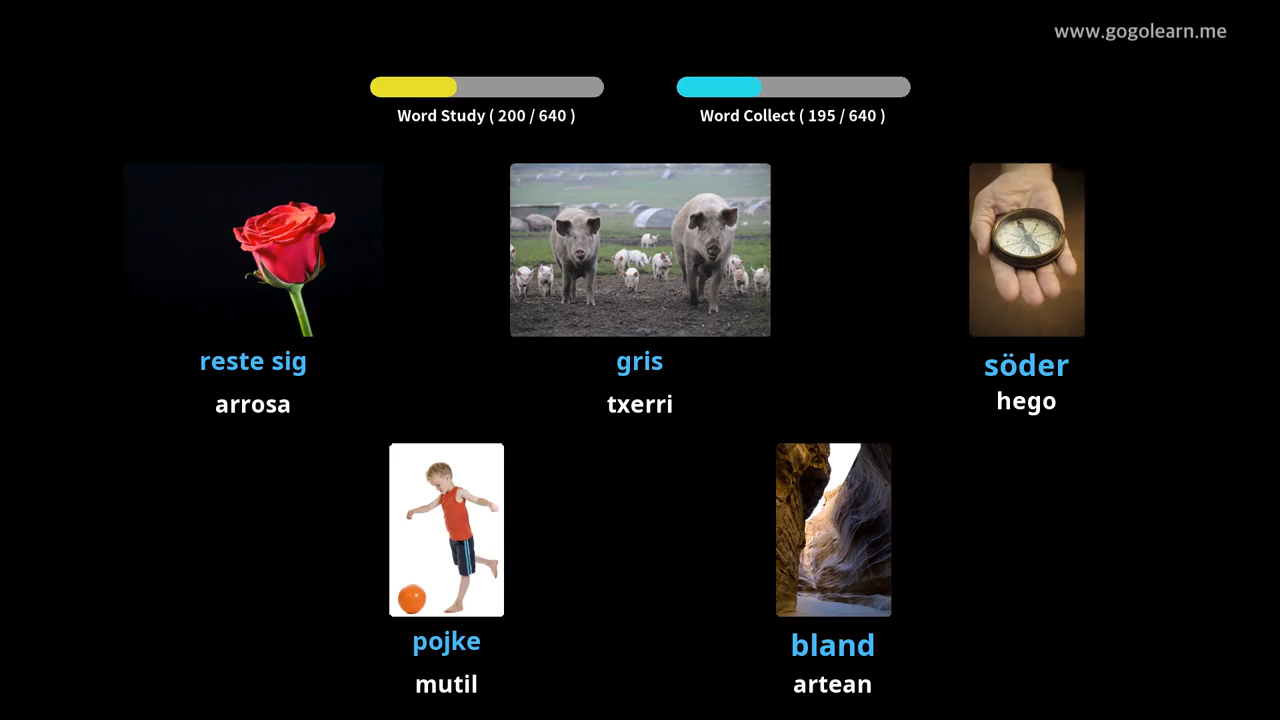 www.gogolearn.me
Word Study ( 200 / 640 )
Word Collect ( 195 / 640 )
reste sig
arrosa
gris
txerri
söder
hego
pojke
mutil
bland
artean